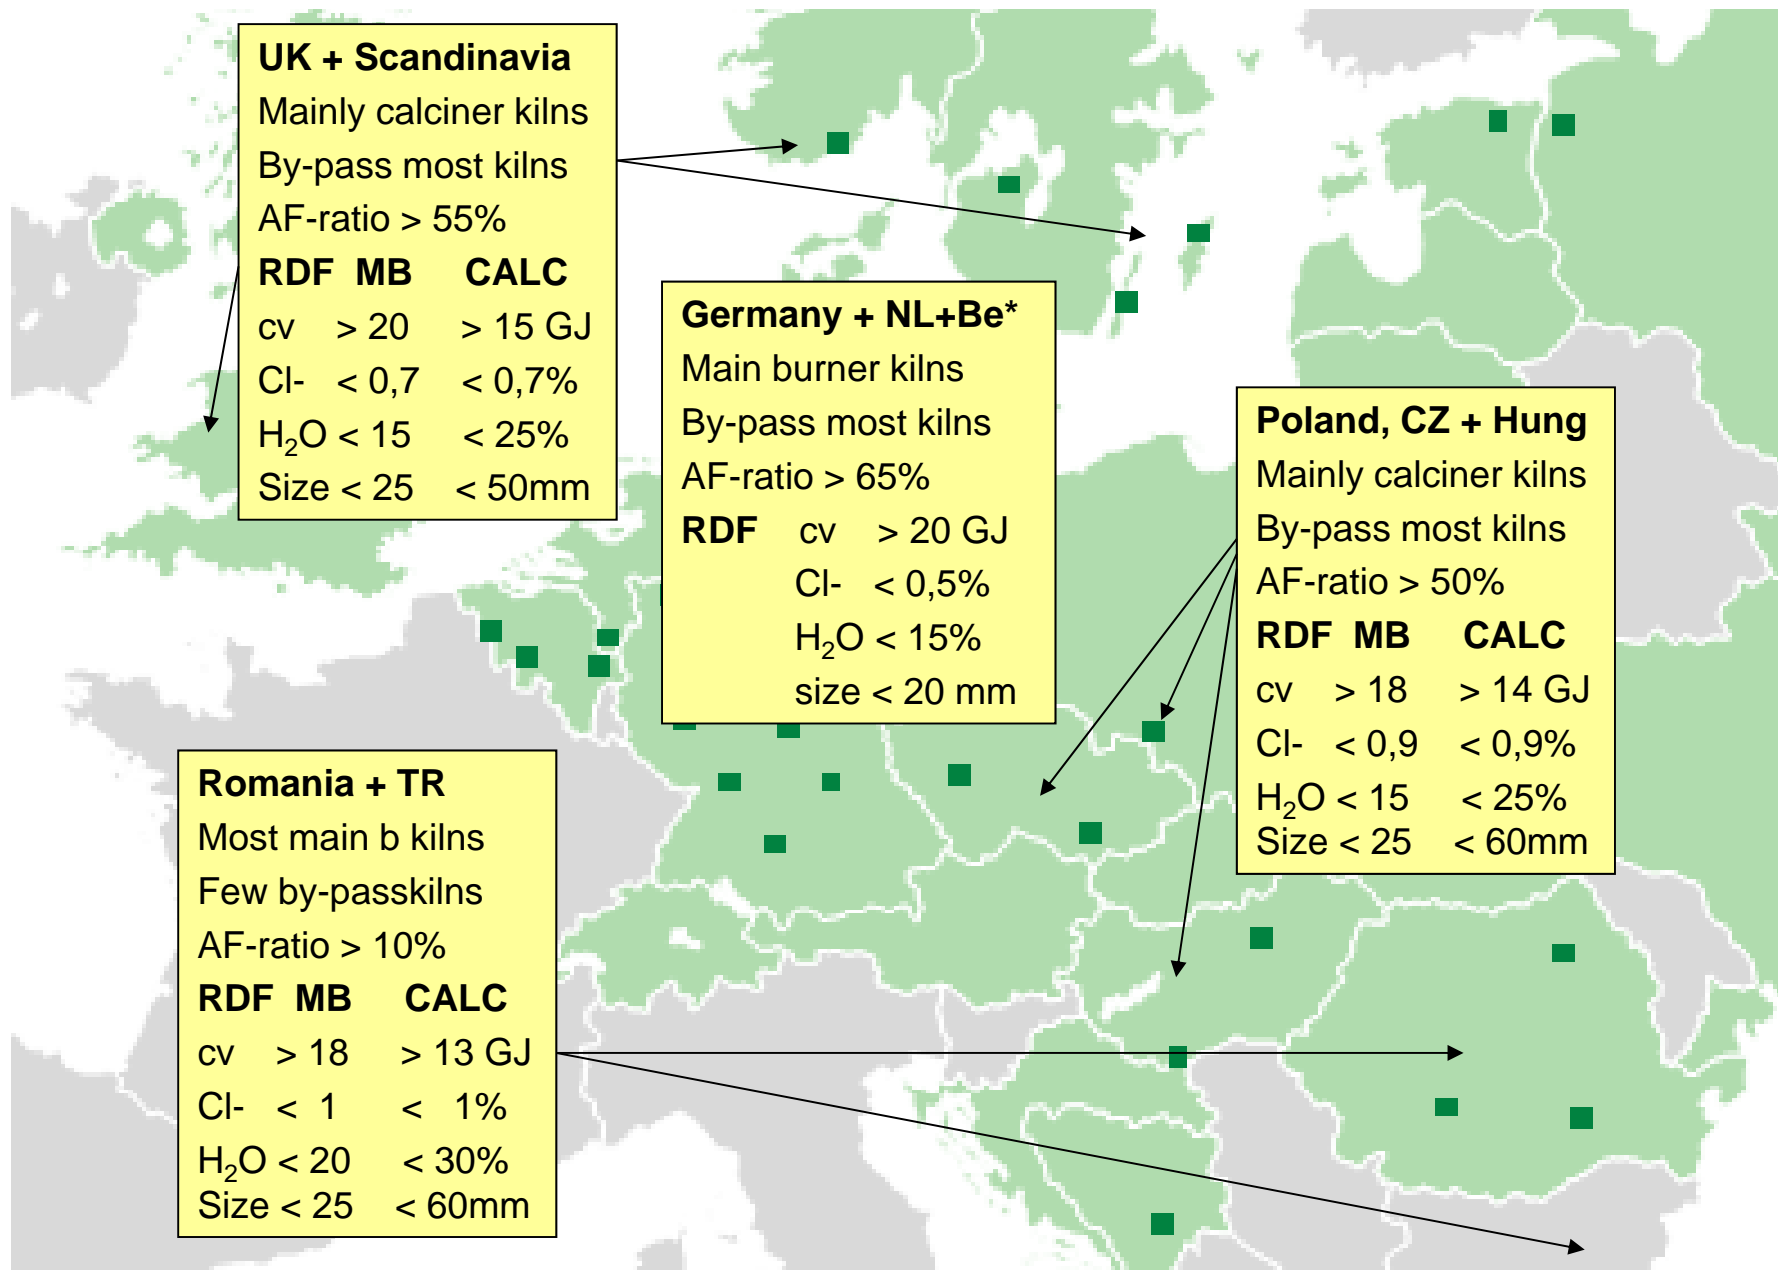 UK + Scandinavia
Mainly calciner kilns
By-pass most kilns
AF-ratio > 55%
RDF MB CALC
cv > 20 > 15 GJ
Cl- < 0,7 < 0,7%
H₂O < 15 < 25%
Size < 25 < 50mm
Germany + NL+Be*
Main burner kilns
By-pass most kilns
AF-ratio > 65%
RDF cv > 20 GJ
Cl- < 0,5%
H₂O < 15%
size < 20 mm
Poland, CZ + Hung
Mainly calciner kilns
By-pass most kilns
AF-ratio > 50%
RDF MB CALC
cv > 18 > 14 GJ
Cl- < 0,9 < 0,9%
H₂O < 15 < 25%
Size < 25 < 60mm
Romania + TR
Most main b kilns
Few by-passkilns
AF-ratio > 10%
RDF MB CALC
cv > 18 > 13 GJ
Cl- < 1 < 1%
H₂O < 20 < 30%
Size < 25 < 60mm